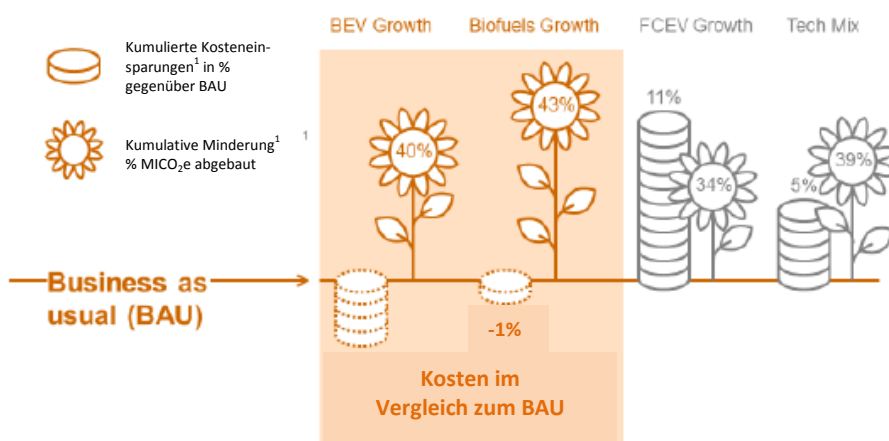 BEV Growth Biofuels Growth FCEV Growth Tech Mix
Kumulierte Kostenein-
sparungen¹ in %
gegenüber BAU
Kumulative Minderung¹
% MICO₂e abgebaut
1
40%
43%
11%
34%
5%
39%
Business as
usual (BAU)
-1%
Kosten im
Vergleich zum BAU